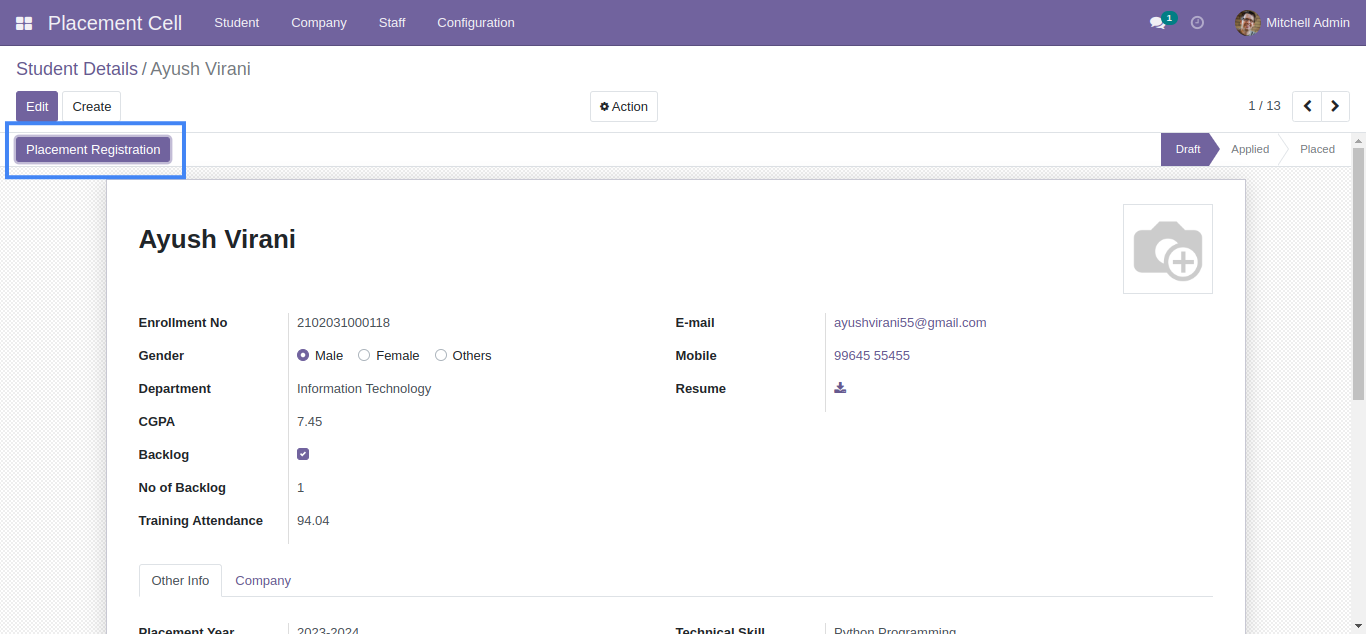 Placement Cell Student Company Staff Configuration 1 Mitchell Admin
Student Details / Ayush Virani
Edit Create Action 1 / 13
Placement Registration Draft Applied Placed
Ayush Virani
Enrollment No 2102031000118 E-mail ayushvirani55@gmail.com
Gender Male Female Others Mobile 99645 55455
Department Information Technology Resume
CGPA 7.45
Backlog
No of Backlog 1
Training Attendance 94.04
Other Info Company
Placement Year 2023-2024 Technical Skill Python Programming